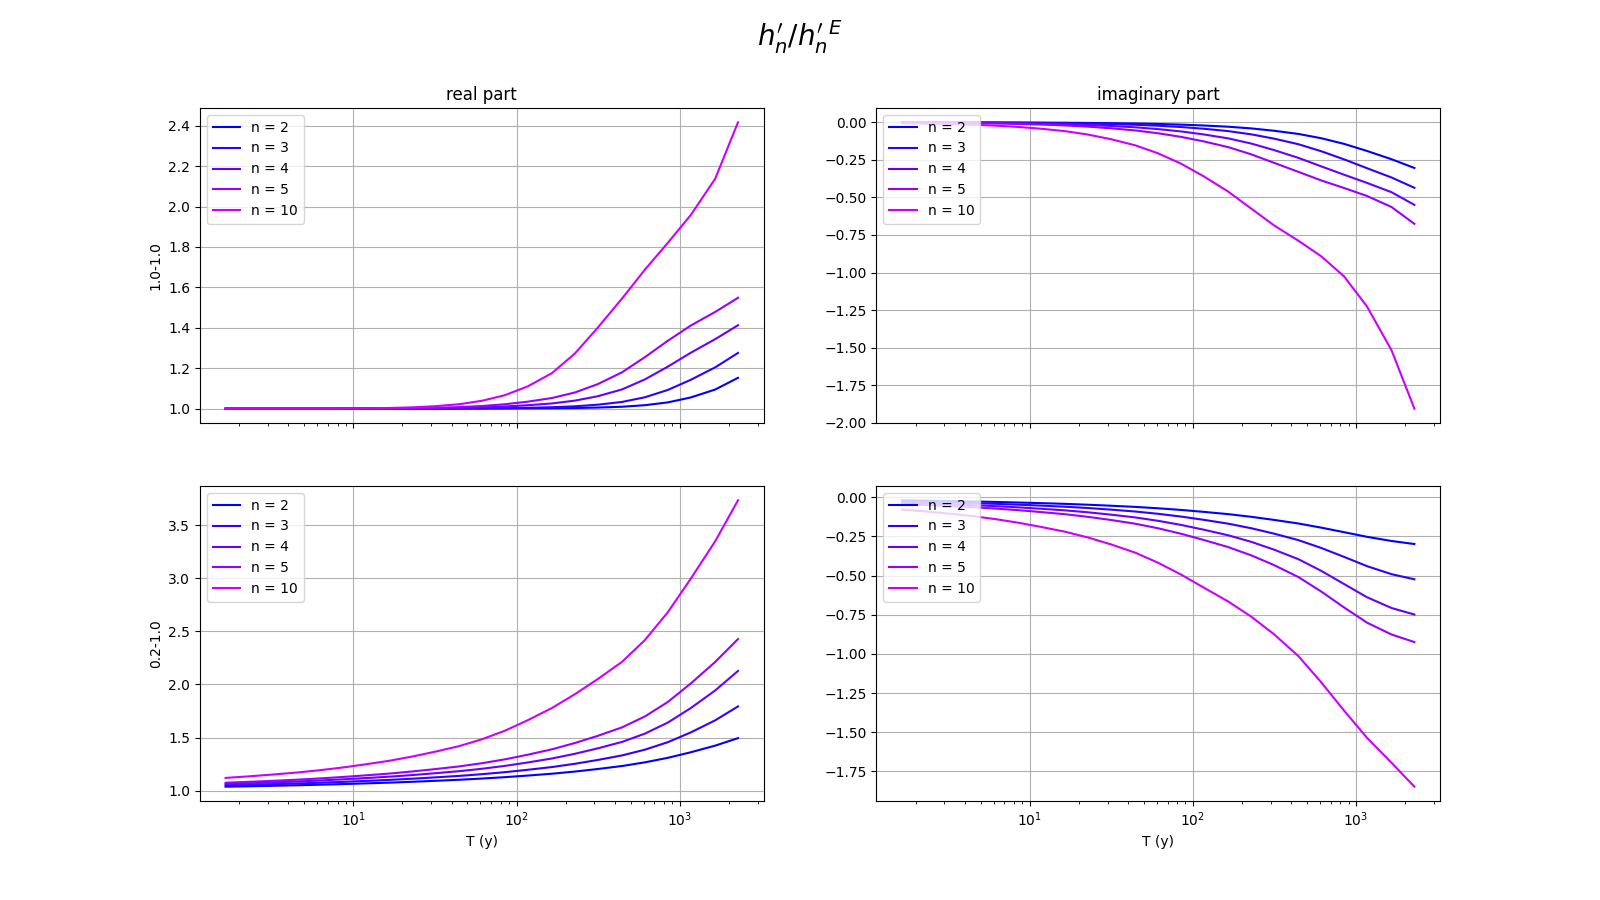 h′ₙ/h′ₙᴱ
real part
1.0-1.0
2.4
2.2
2.0
1.8
1.6
1.4
1.2
1.0
n = 2
n = 3
n = 4
n = 5
n = 10
imaginary part
0.00
−0.25
−0.50
−0.75
−1.00
−1.25
−1.50
−1.75
−2.00
n = 2
n = 3
n = 4
n = 5
n = 10
0.2-1.0
3.5
3.0
2.5
2.0
1.5
1.0
n = 2
n = 3
n = 4
n = 5
n = 10
10¹ 10² 10³
T (y)
0.00
−0.25
−0.50
−0.75
−1.00
−1.25
−1.50
−1.75
n = 2
n = 3
n = 4
n = 5
n = 10
10¹ 10² 10³
T (y)